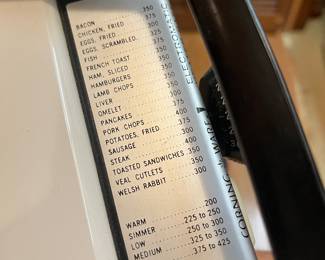 BACON .350
CHICKEN, FRIED .375
EGGS, FRIED .300
EGGS, SCRAMBLED .375
FISH .375
FRENCH TOAST .350
HAM, SLICED .350
HAMBURGERS .350
LAMB CHOPS .350
LIVER .350
OMELET .300
PANCAKES .400
PORK CHOPS .375
POTATOES, FRIED .375
SAUSAGE .300
STEAK .400
TOASTED SANDWICHES .350
VEAL CUTLETS .375
WELSH RABBIT .300
WARM .200
SIMMER .225 to 250
LOW .250 to 300
MEDIUM .325 to 350
.375 to 425
CORNING WARE ELECTROMATIC